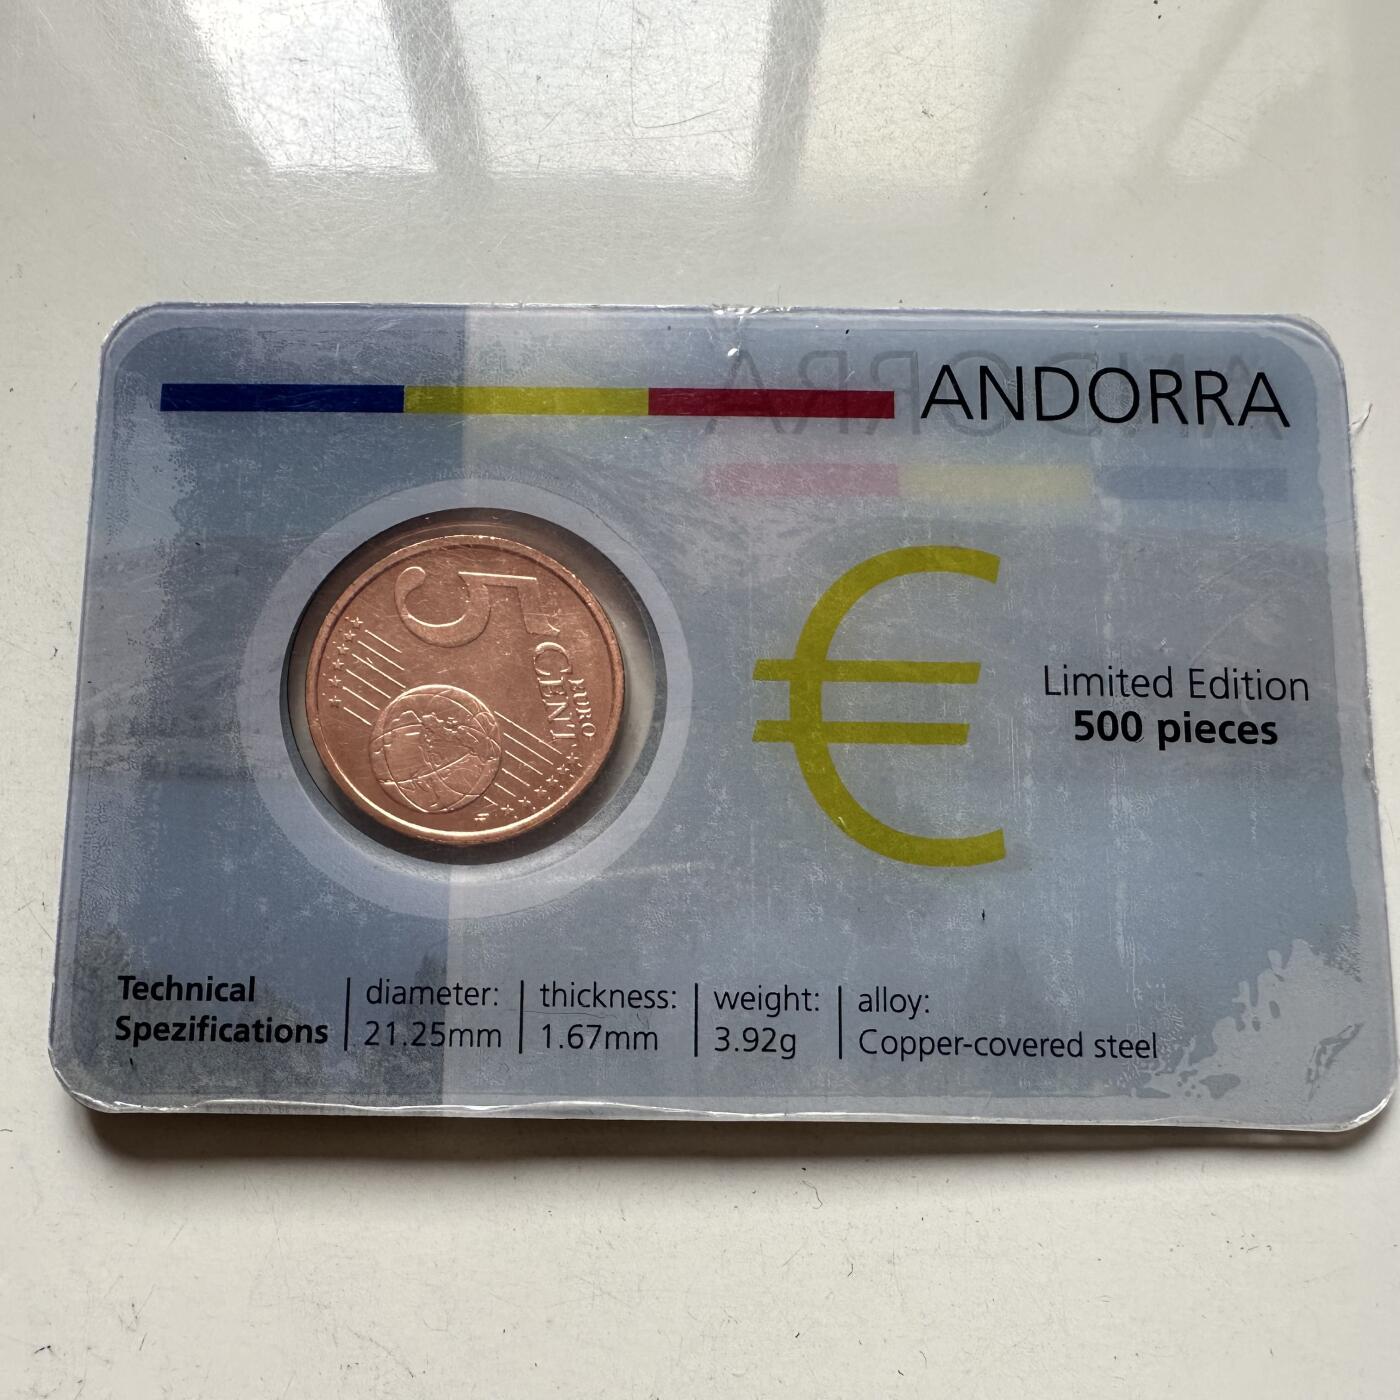 ANDORRA
ANDORRA
5
EURO
CENT
€
Limited Edition
500 pieces
Technical
Spezifications
diameter:
21.25mm
thickness:
1.67mm
weight:
3.92g
alloy:
Copper-covered steel